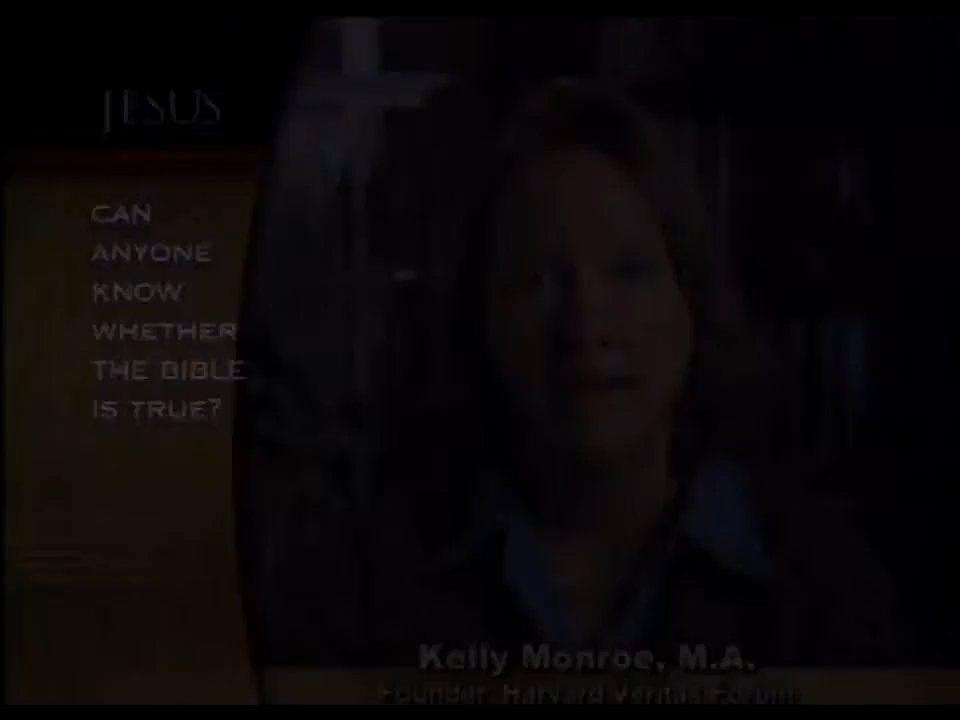 JESUS
CAN
ANYONE
KNOW
WHETHER
THE BIBLE
IS TRUE?
Kelly Monroe, M.A.
Founder, Harvard Veritas Forum